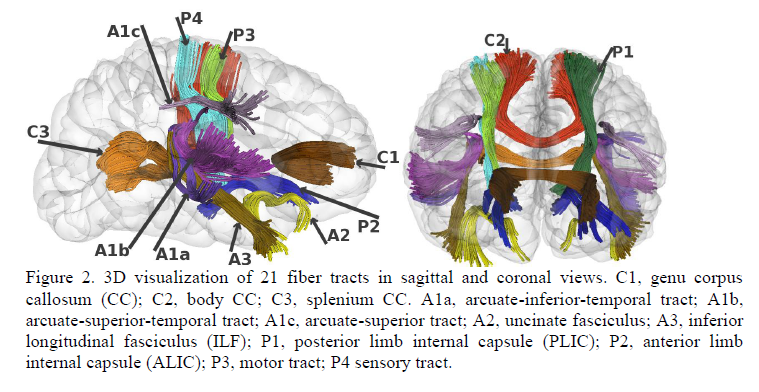 P4
A1c
P3
C2
P1
C3
C1
P2
A1b
A1a
A3
A2
Figure 2. 3D visualization of 21 fiber tracts in sagittal and coronal views. C1, genu corpus
callosum (CC); C2, body CC; C3, splenium CC. A1a, arcuate-inferior-temporal tract; A1b,
arcuate-superior-temporal tract; A1c, arcuate-superior tract; A2, uncinate fasciculus; A3, inferior
longitudinal fasciculus (ILF); P1, posterior limb internal capsule (PLIC); P2, anterior limb
internal capsule (ALIC); P3, motor tract; P4 sensory tract.